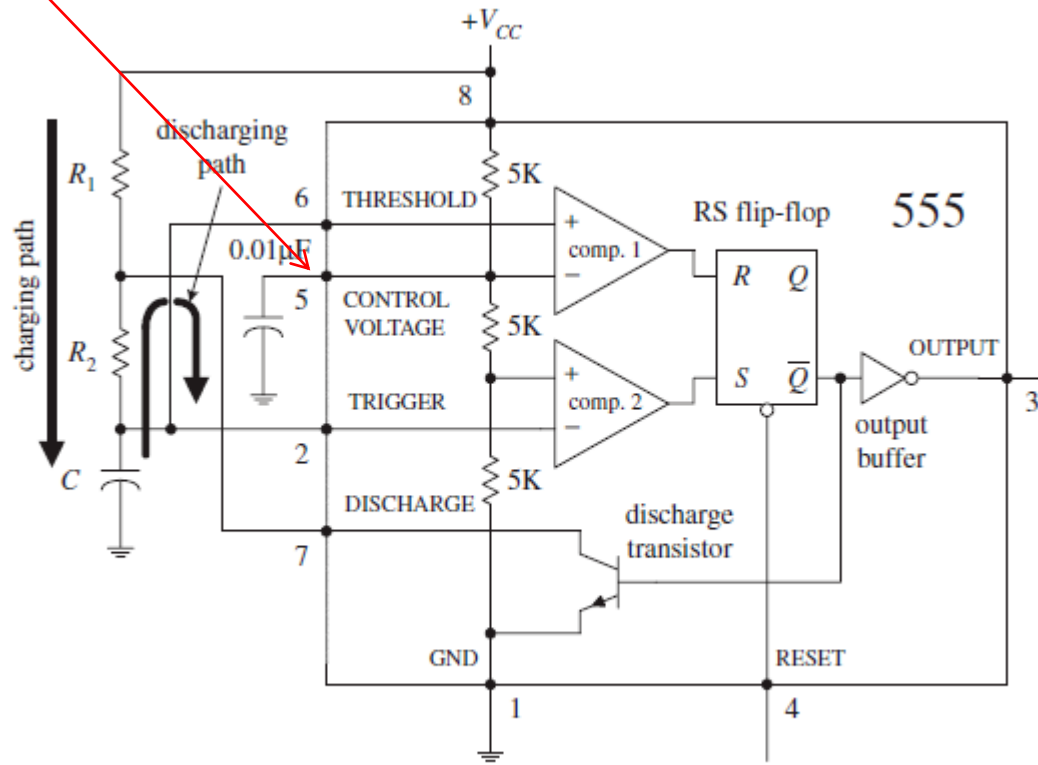 +V_CC
8
discharging
path
R_1
5K
6
THRESHOLD
RS flip-flop
555
0.01μF
+
comp. 1
−
R
Q
charging path
5
CONTROL
VOLTAGE
5K
R_2
OUTPUT
+
S
Q̅
TRIGGER
comp. 2
−
3
2
output
buffer
C
5K
DISCHARGE
discharge
transistor
7
GND
RESET
1
4